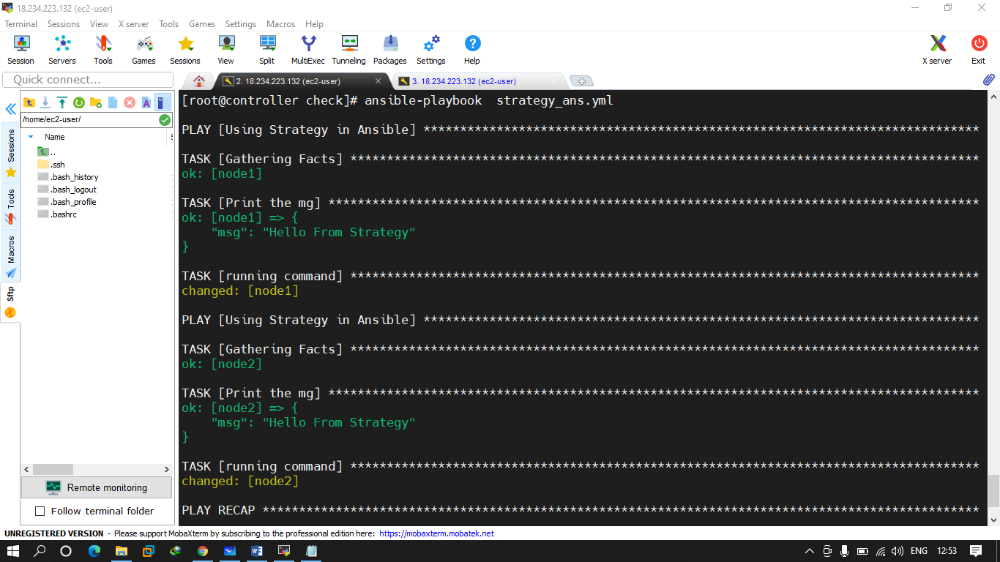 18.234.223.132 (ec2-user)
Terminal Sessions View X server Tools Games Settings Macros Help
Session Servers Tools Games Sessions View Split MultiExec Tunneling Packages Settings Help X server Exit
Quick connect...
2. 18.234.223.132 (ec2-user)
3. 18.234.223.132 (ec2-user)
/home/ec2-user/
Name
..
.ssh
.bash_history
.bash_logout
.bash_profile
.bashrc
Sessions
Tools
Macros
Sftp
Remote monitoring
Follow terminal folder
[root@controller check]# ansible-playbook  strategy_ans.yml
PLAY [Using Strategy in Ansible] ****************************************************************************
TASK [Gathering Facts] **************************************************************************************
ok: [node1]
TASK [Print the mg] *****************************************************************************************
ok: [node1] => {
    "msg": "Hello From Strategy"
}
TASK [running command] **************************************************************************************
changed: [node1]
PLAY [Using Strategy in Ansible] ****************************************************************************
TASK [Gathering Facts] **************************************************************************************
ok: [node2]
TASK [Print the mg] *****************************************************************************************
ok: [node2] => {
    "msg": "Hello From Strategy"
}
TASK [running command] **************************************************************************************
changed: [node2]
PLAY RECAP **************************************************************************************************
UNREGISTERED VERSION - Please support MobaXterm by subscribing to the professional edition here: https://mobaxterm.mobatek.net
ENG 12:53